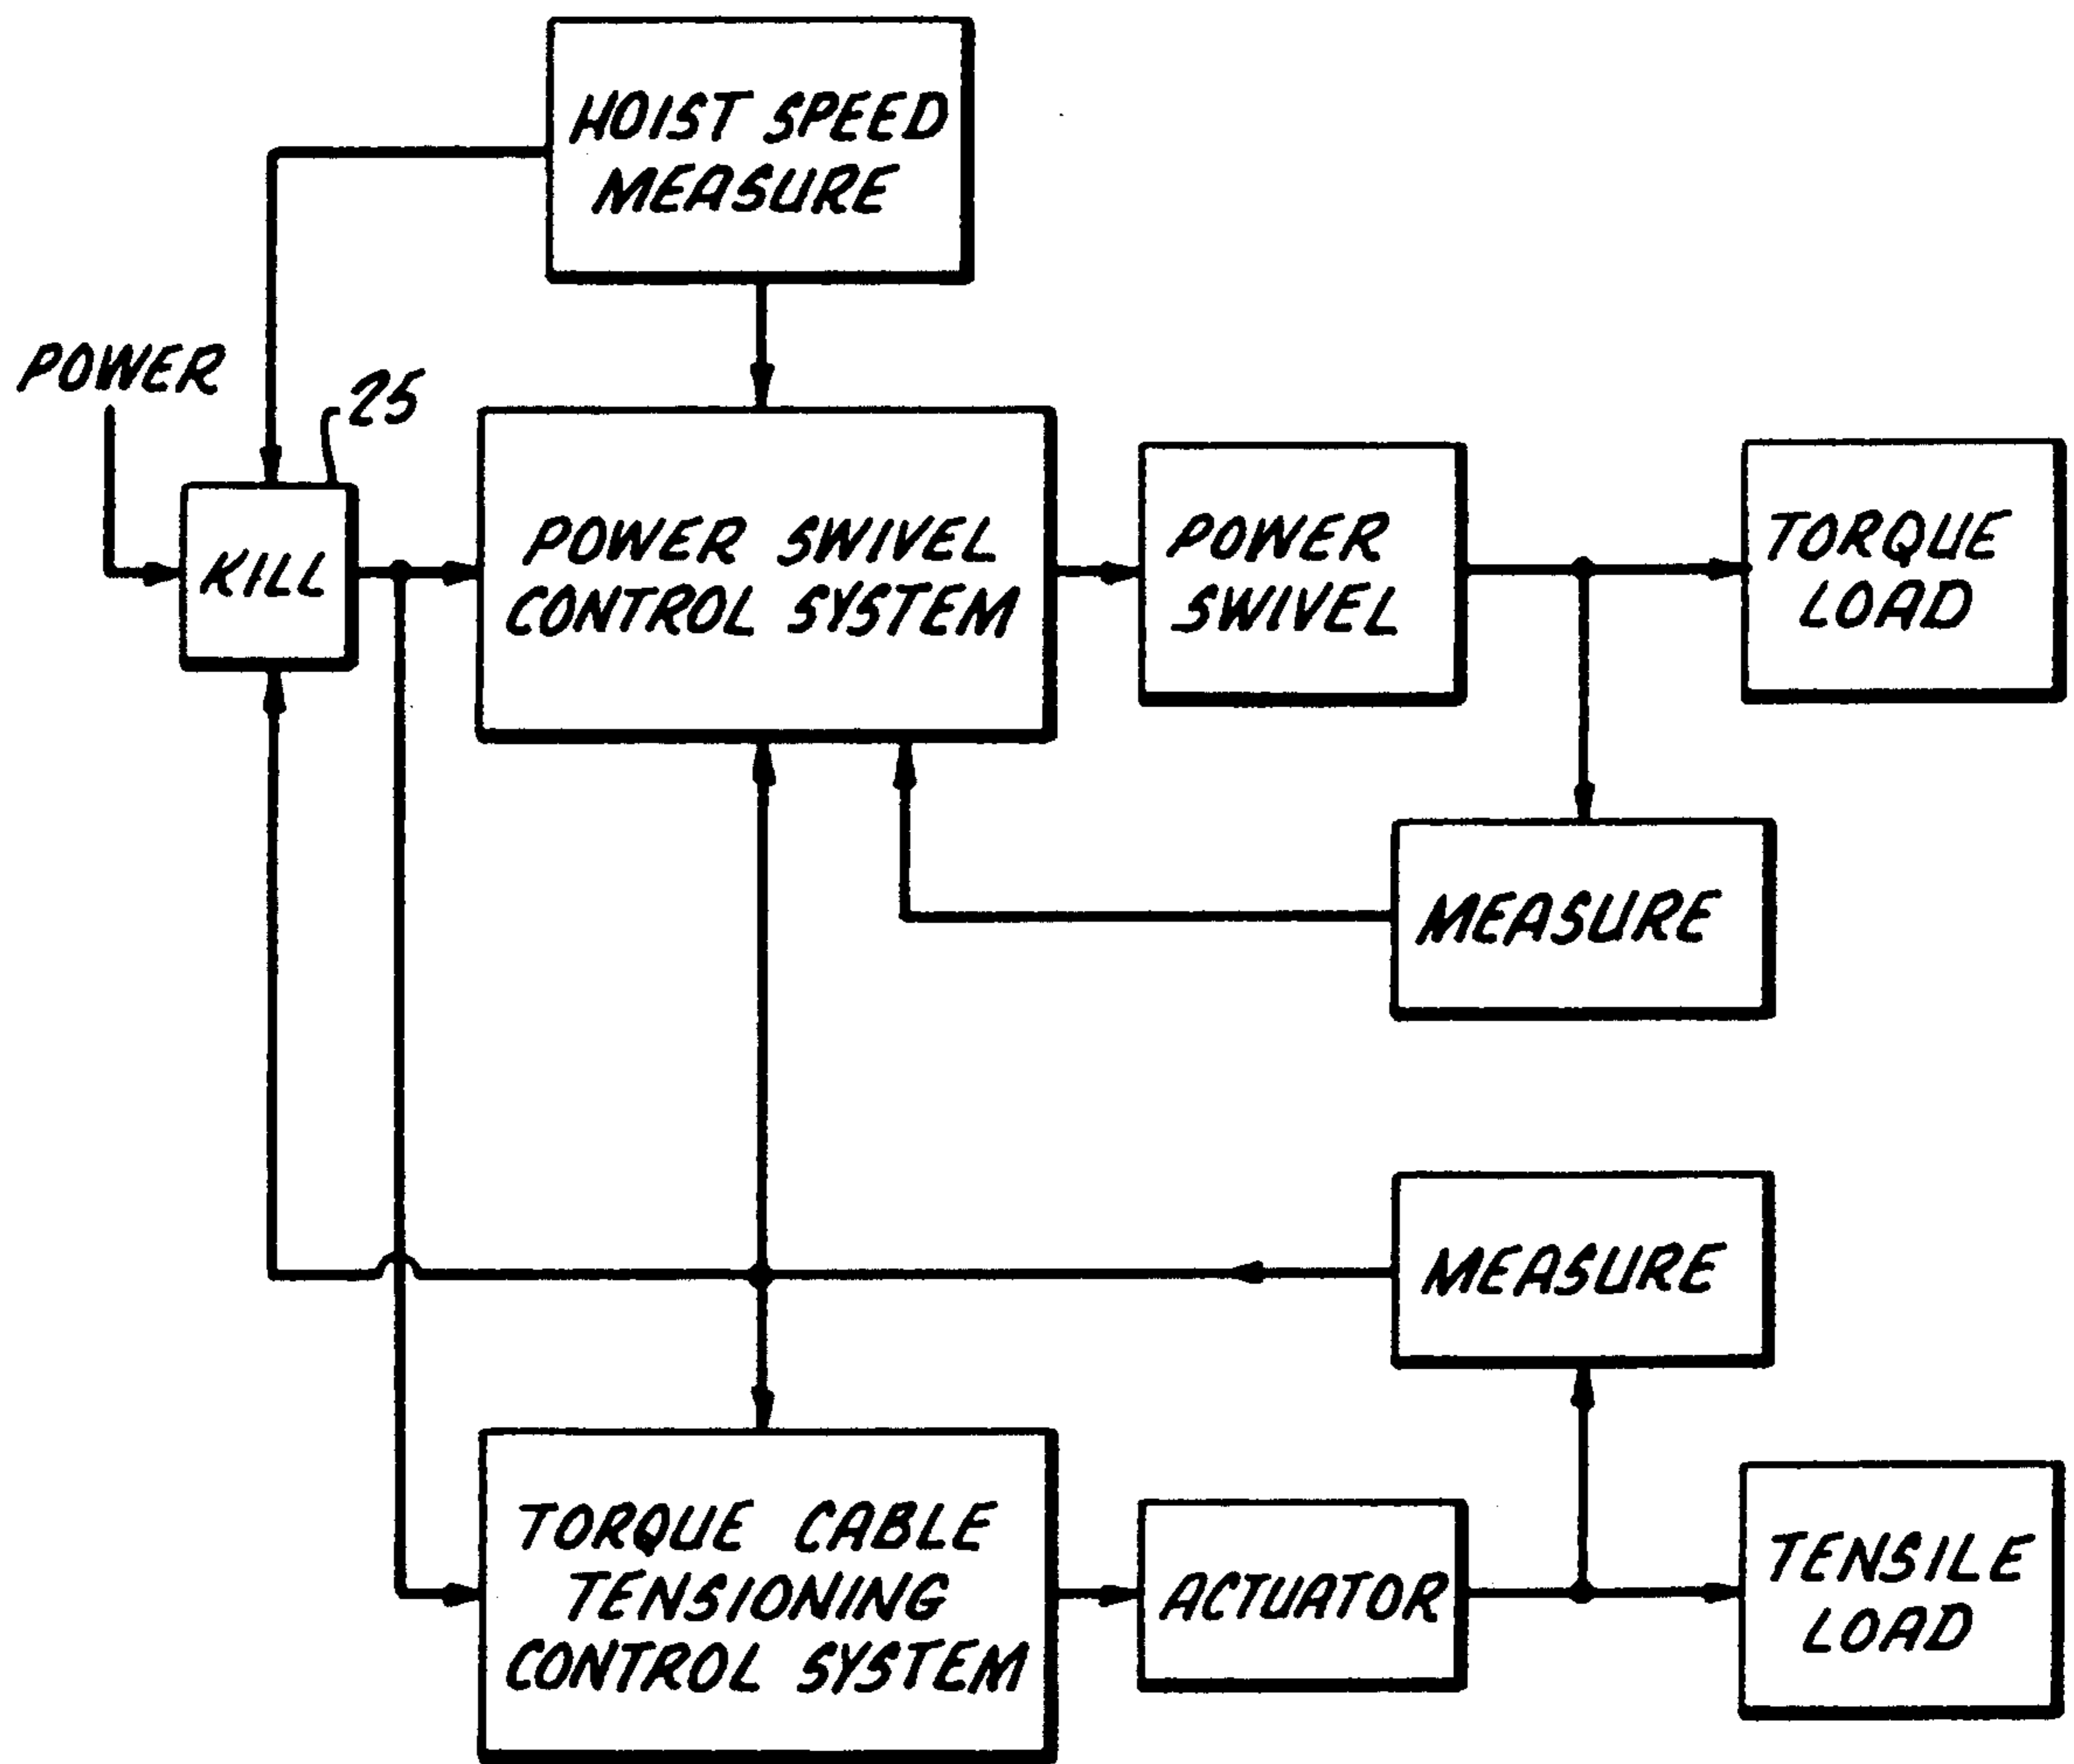 HOIST SPEED
MEASURE
POWER
25
KILL
POWER SWIVEL
CONTROL SYSTEM
POWER
SWIVEL
TORQUE
LOAD
MEASURE
MEASURE
TORQUE CABLE
TENSIONING
CONTROL SYSTEM
ACTUATOR
TENSILE
LOAD